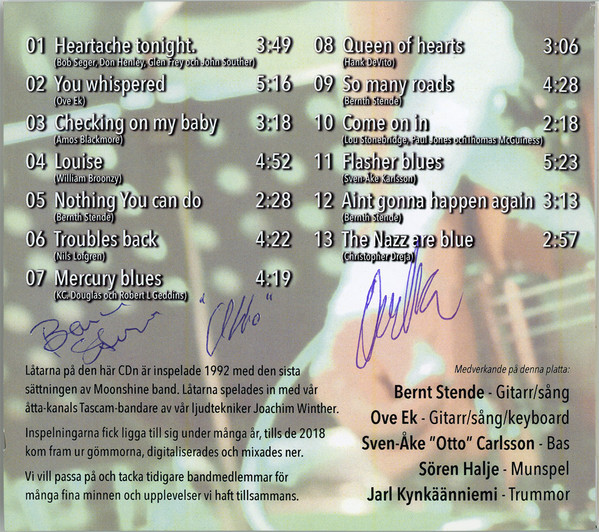 01 Heartache tonight. 3:49
(Bob Seger, Don Henley, Glen Frey och John Souther)
02 You whispered 5:16
(Ove Ek)
03 Checking on my baby 3:18
(Amos Blackmore)
04 Louise 4:52
(William Broonzy)
05 Nothing You can do 2:28
(Bernth Stende)
06 Troubles back 4:22
(Nils Lofgren)
07 Mercury blues 4:19
(KC. Douglas och Robert L Geddins)
08 Queen of hearts 3:06
(Hank DeVito)
09 So many roads 4:28
(Bernth Stende)
10 Come on in 2:18
(Lou Stonebridge, Paul Jones och Thomas McGuiness)
11 Flasher blues 5:23
(Sven-Åke Karlsson)
12 Aint gonna happen again 3:13
(Bernth Stende)
13 The Nazz are blue 2:57
(Christopher Dreja)
"Otto"
Låtarna på den här CDn är inspelade 1992 med den sista
sättningen av Moonshine band. Låtarna spelades in med vår
åtta-kanals Tascam-bandare av vår ljudtekniker Joachim Winther.
Inspelningarna fick ligga till sig under många år, tills de 2018
kom fram ur gömmorna, digitaliserades och mixades ner.
Vi vill passa på och tacka tidigare bandmedlemmar för
många fina minnen och upplevelser vi haft tillsammans.
Medverkande på denna platta:
Bernt Stende - Gitarr/sång
Ove Ek - Gitarr/sång/keyboard
Sven-Åke "Otto" Carlsson - Bas
Sören Halje - Munspel
Jarl Kynkäänniemi - Trummor